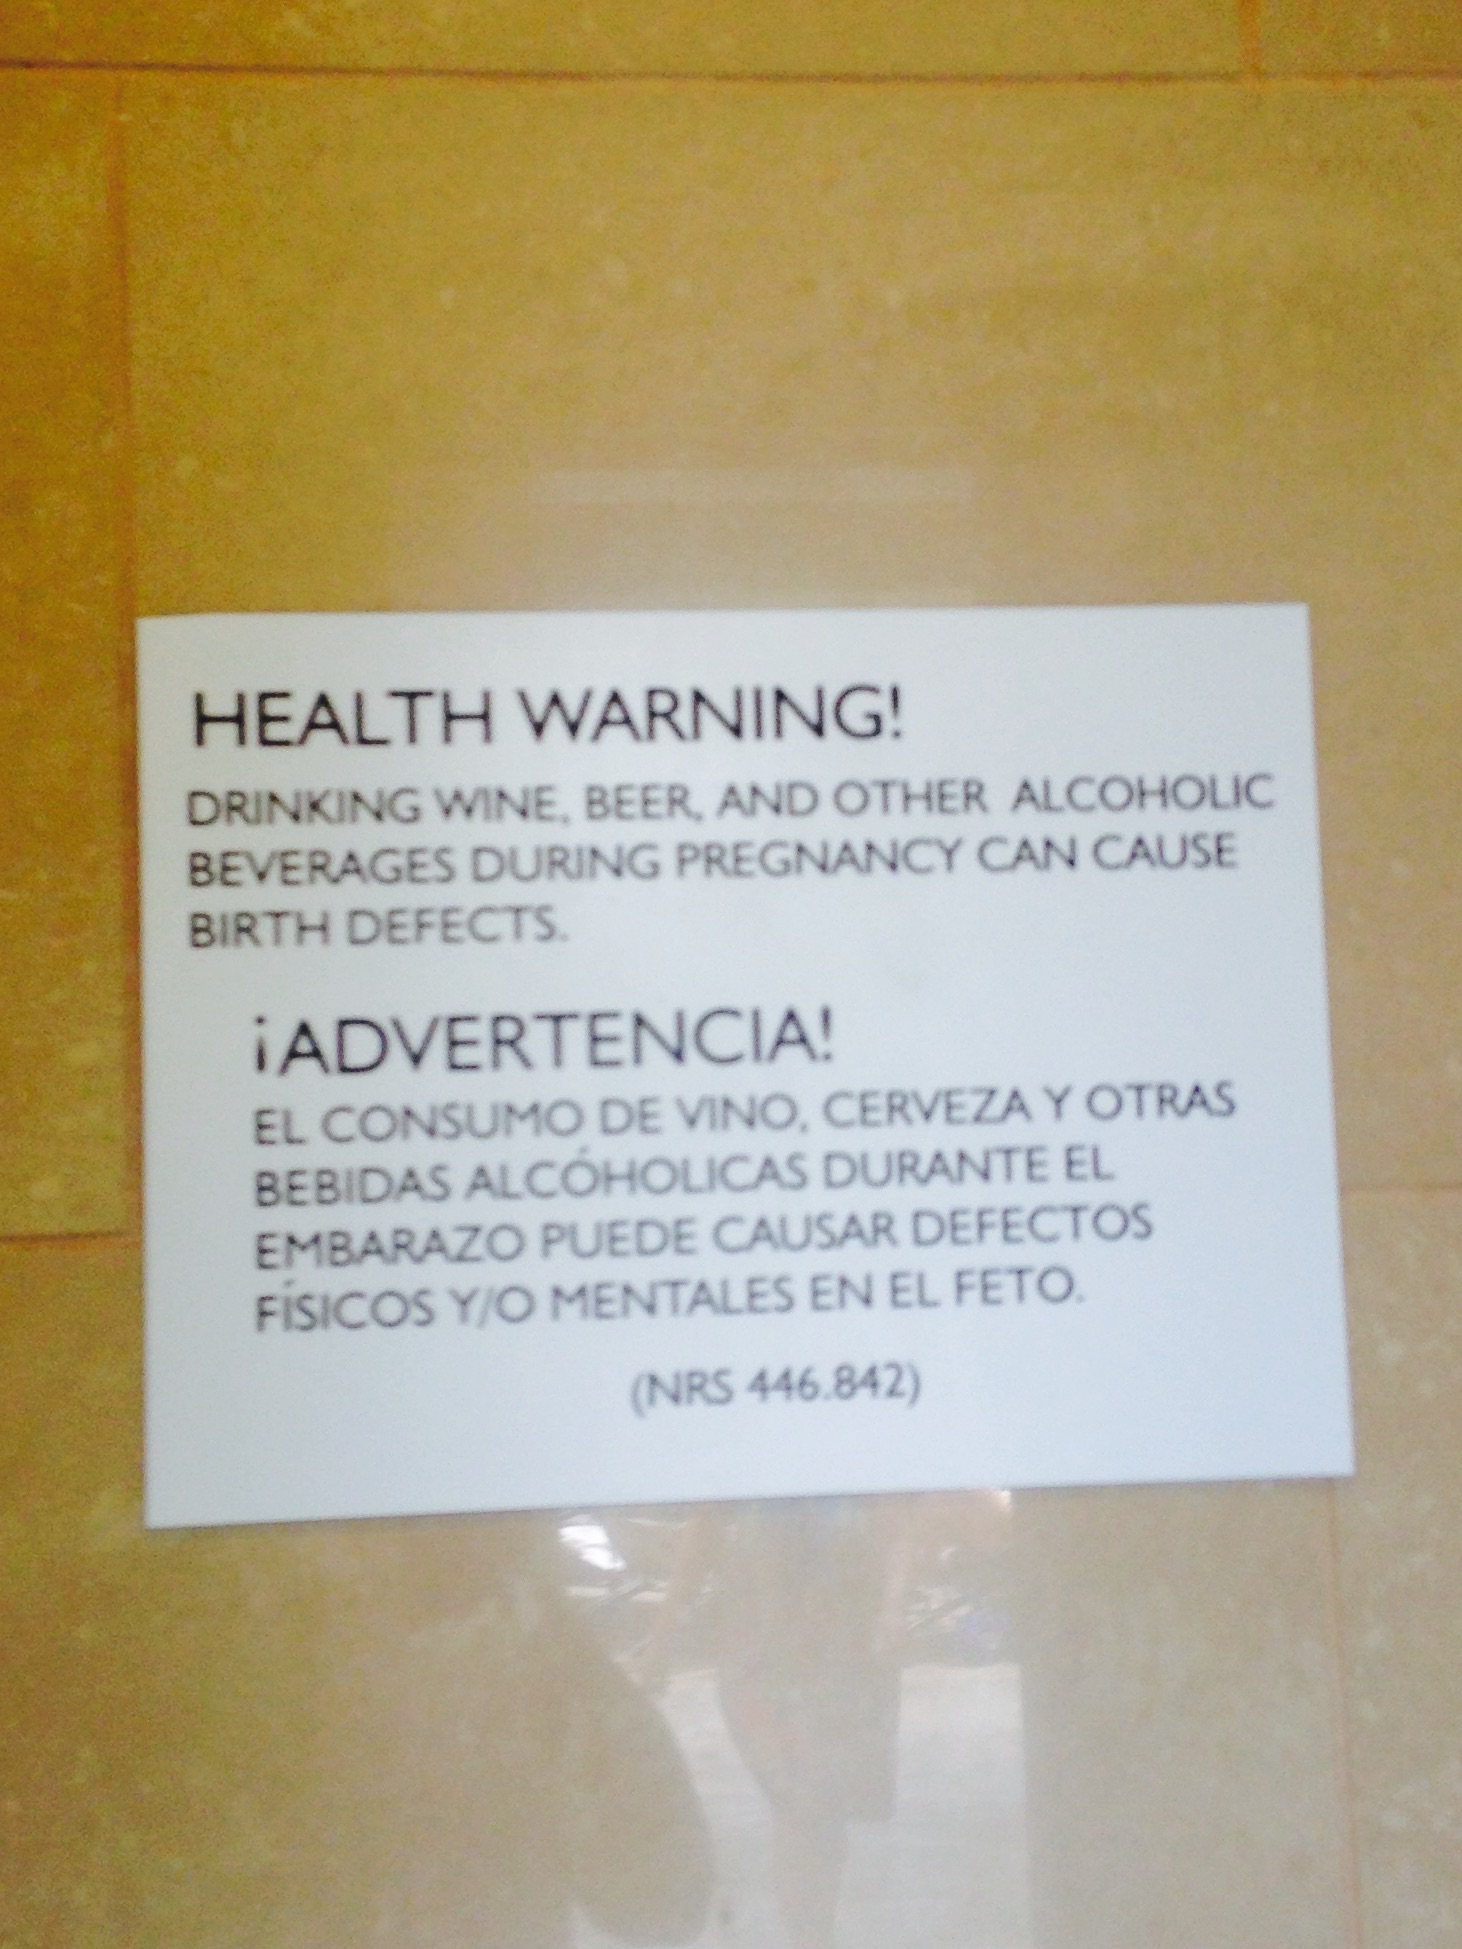 HEALTH WARNING!
DRINKING WINE, BEER, AND OTHER ALCOHOLIC
BEVERAGES DURING PREGNANCY CAN CAUSE
BIRTH DEFECTS.
¡ADVERTENCIA!
EL CONSUMO DE VINO, CERVEZA Y OTRAS
BEBIDAS ALCÓHOLICAS DURANTE EL
EMBARAZO PUEDE CAUSAR DEFECTOS
FÍSICOS Y/O MENTALES EN EL FETO.
(NRS 446.842)